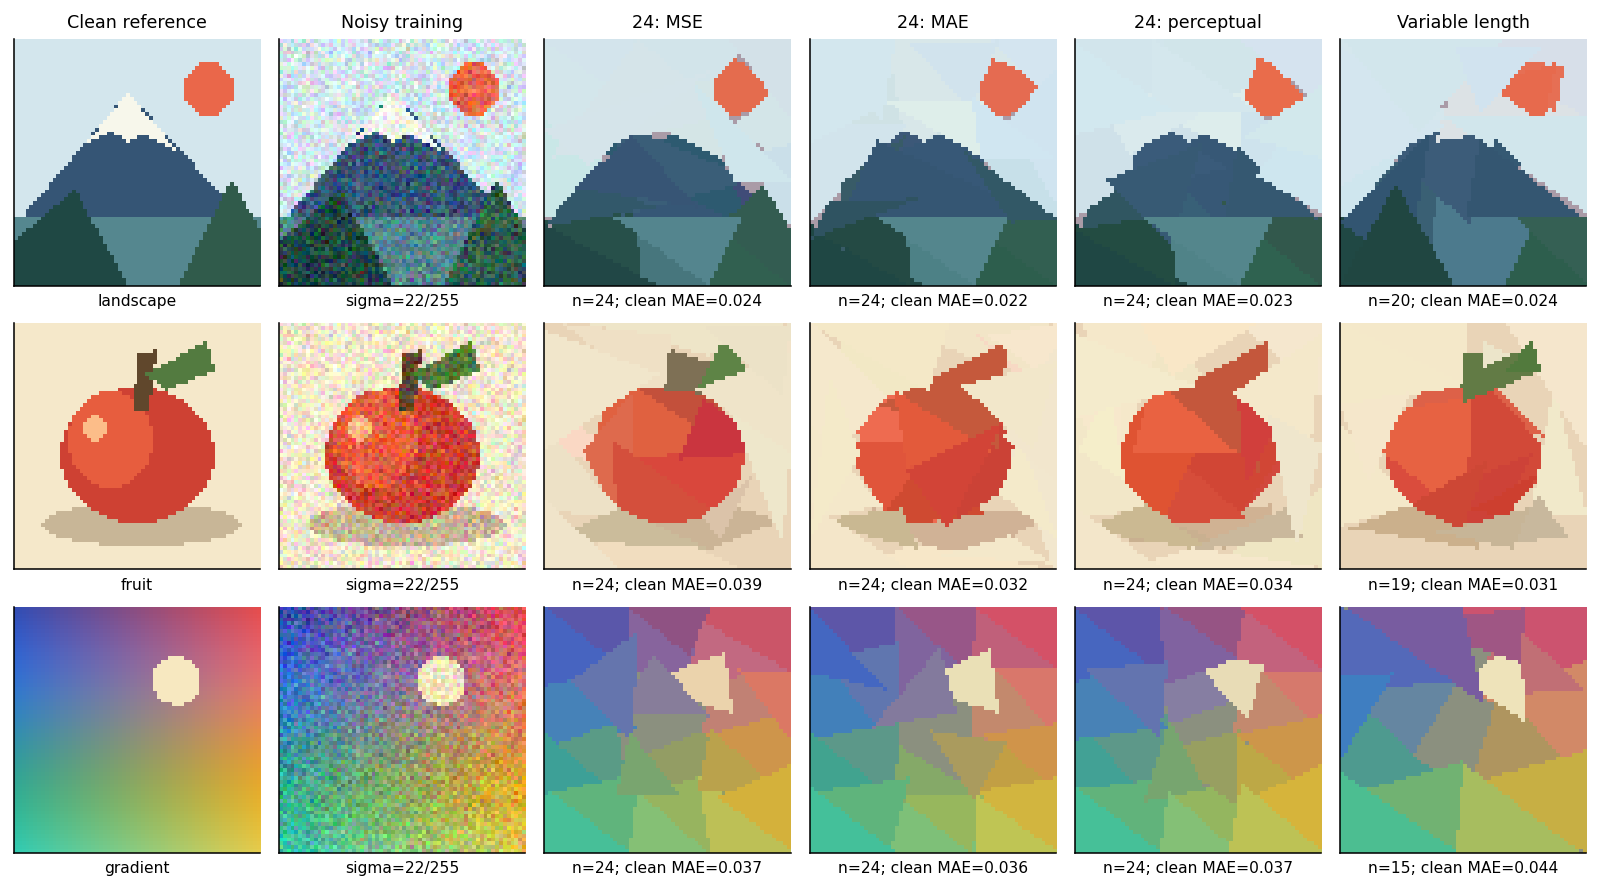 Clean reference
Noisy training
24: MSE
24: MAE
24: perceptual
Variable length
landscape
sigma=22/255
n=24; clean MAE=0.024
n=24; clean MAE=0.022
n=24; clean MAE=0.023
n=20; clean MAE=0.024
fruit
sigma=22/255
n=24; clean MAE=0.039
n=24; clean MAE=0.032
n=24; clean MAE=0.034
n=19; clean MAE=0.031
gradient
sigma=22/255
n=24; clean MAE=0.037
n=24; clean MAE=0.036
n=24; clean MAE=0.037
n=15; clean MAE=0.044